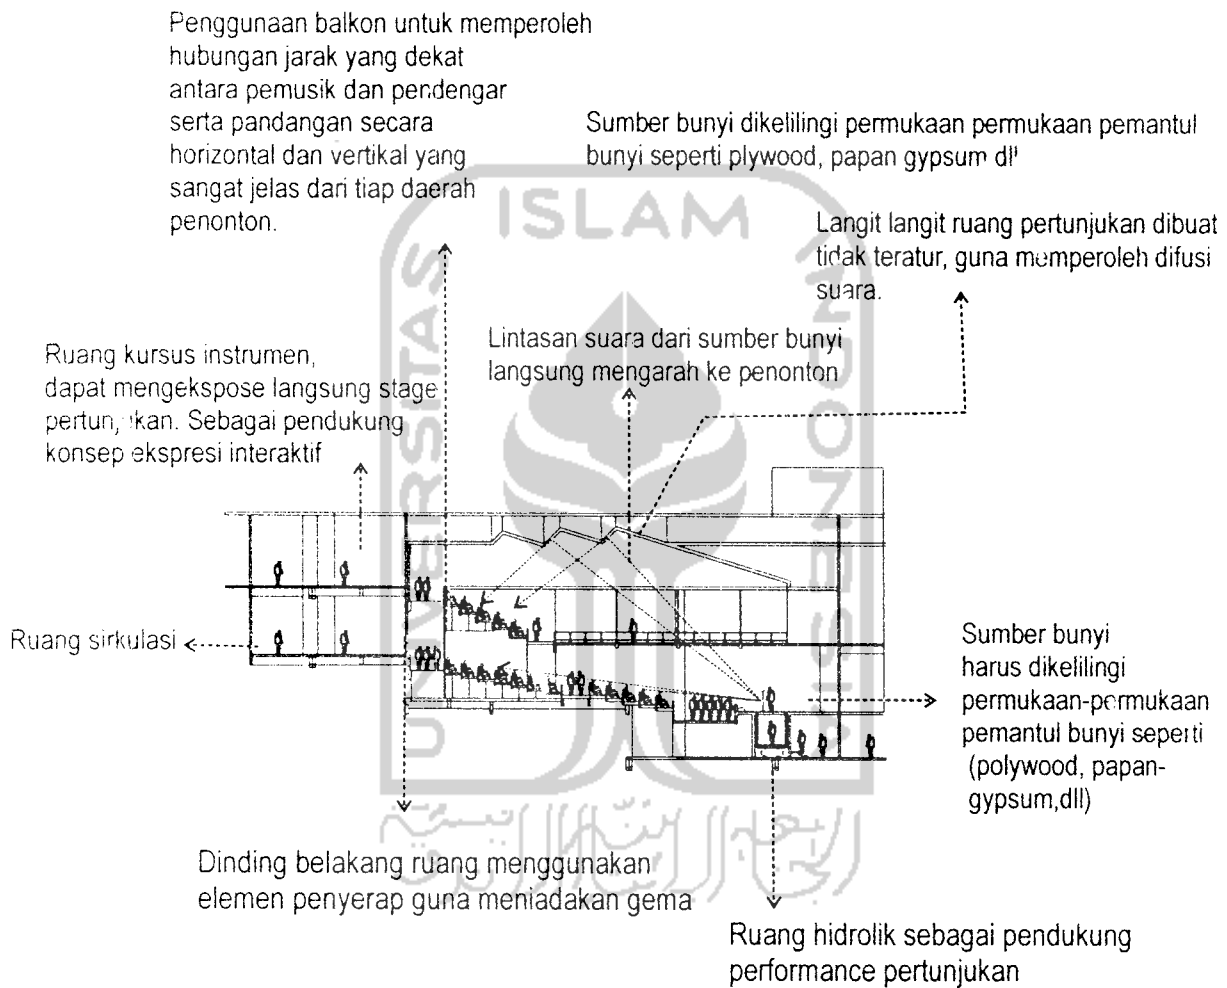 Penggunaan balkon untuk memperoleh
hubungan jarak yang dekat
antara pemusik dan pendengar
serta pandangan secara
horizontal dan vertikal yang
sangat jelas dari tiap daerah
penonton.
Sumber bunyi dikelilingi permukaan permukaan pemantul
bunyi seperti plywood, papan gypsum dll
Langit langit ruang pertunjukan dibuat
tidak teratur, guna memperoleh difusi
suara.
Lintasan suara dari sumber bunyi
langsung mengarah ke penonton
Ruang kursus instrumen,
dapat mengekspose langsung stage
pertunjukan. Sebagai pendukung
konsep ekspresi interaktif
Ruang sirkulasi
Sumber bunyi
harus dikelilingi
permukaan-permukaan
pemantul bunyi seperti
(polywood, papan-
gypsum,dll)
Dinding belakang ruang menggunakan
elemen penyerap guna meniadakan gema
Ruang hidrolik sebagai pendukung
performance pertunjukan
UNIVERSITAS
ISLAM
INDONESIA